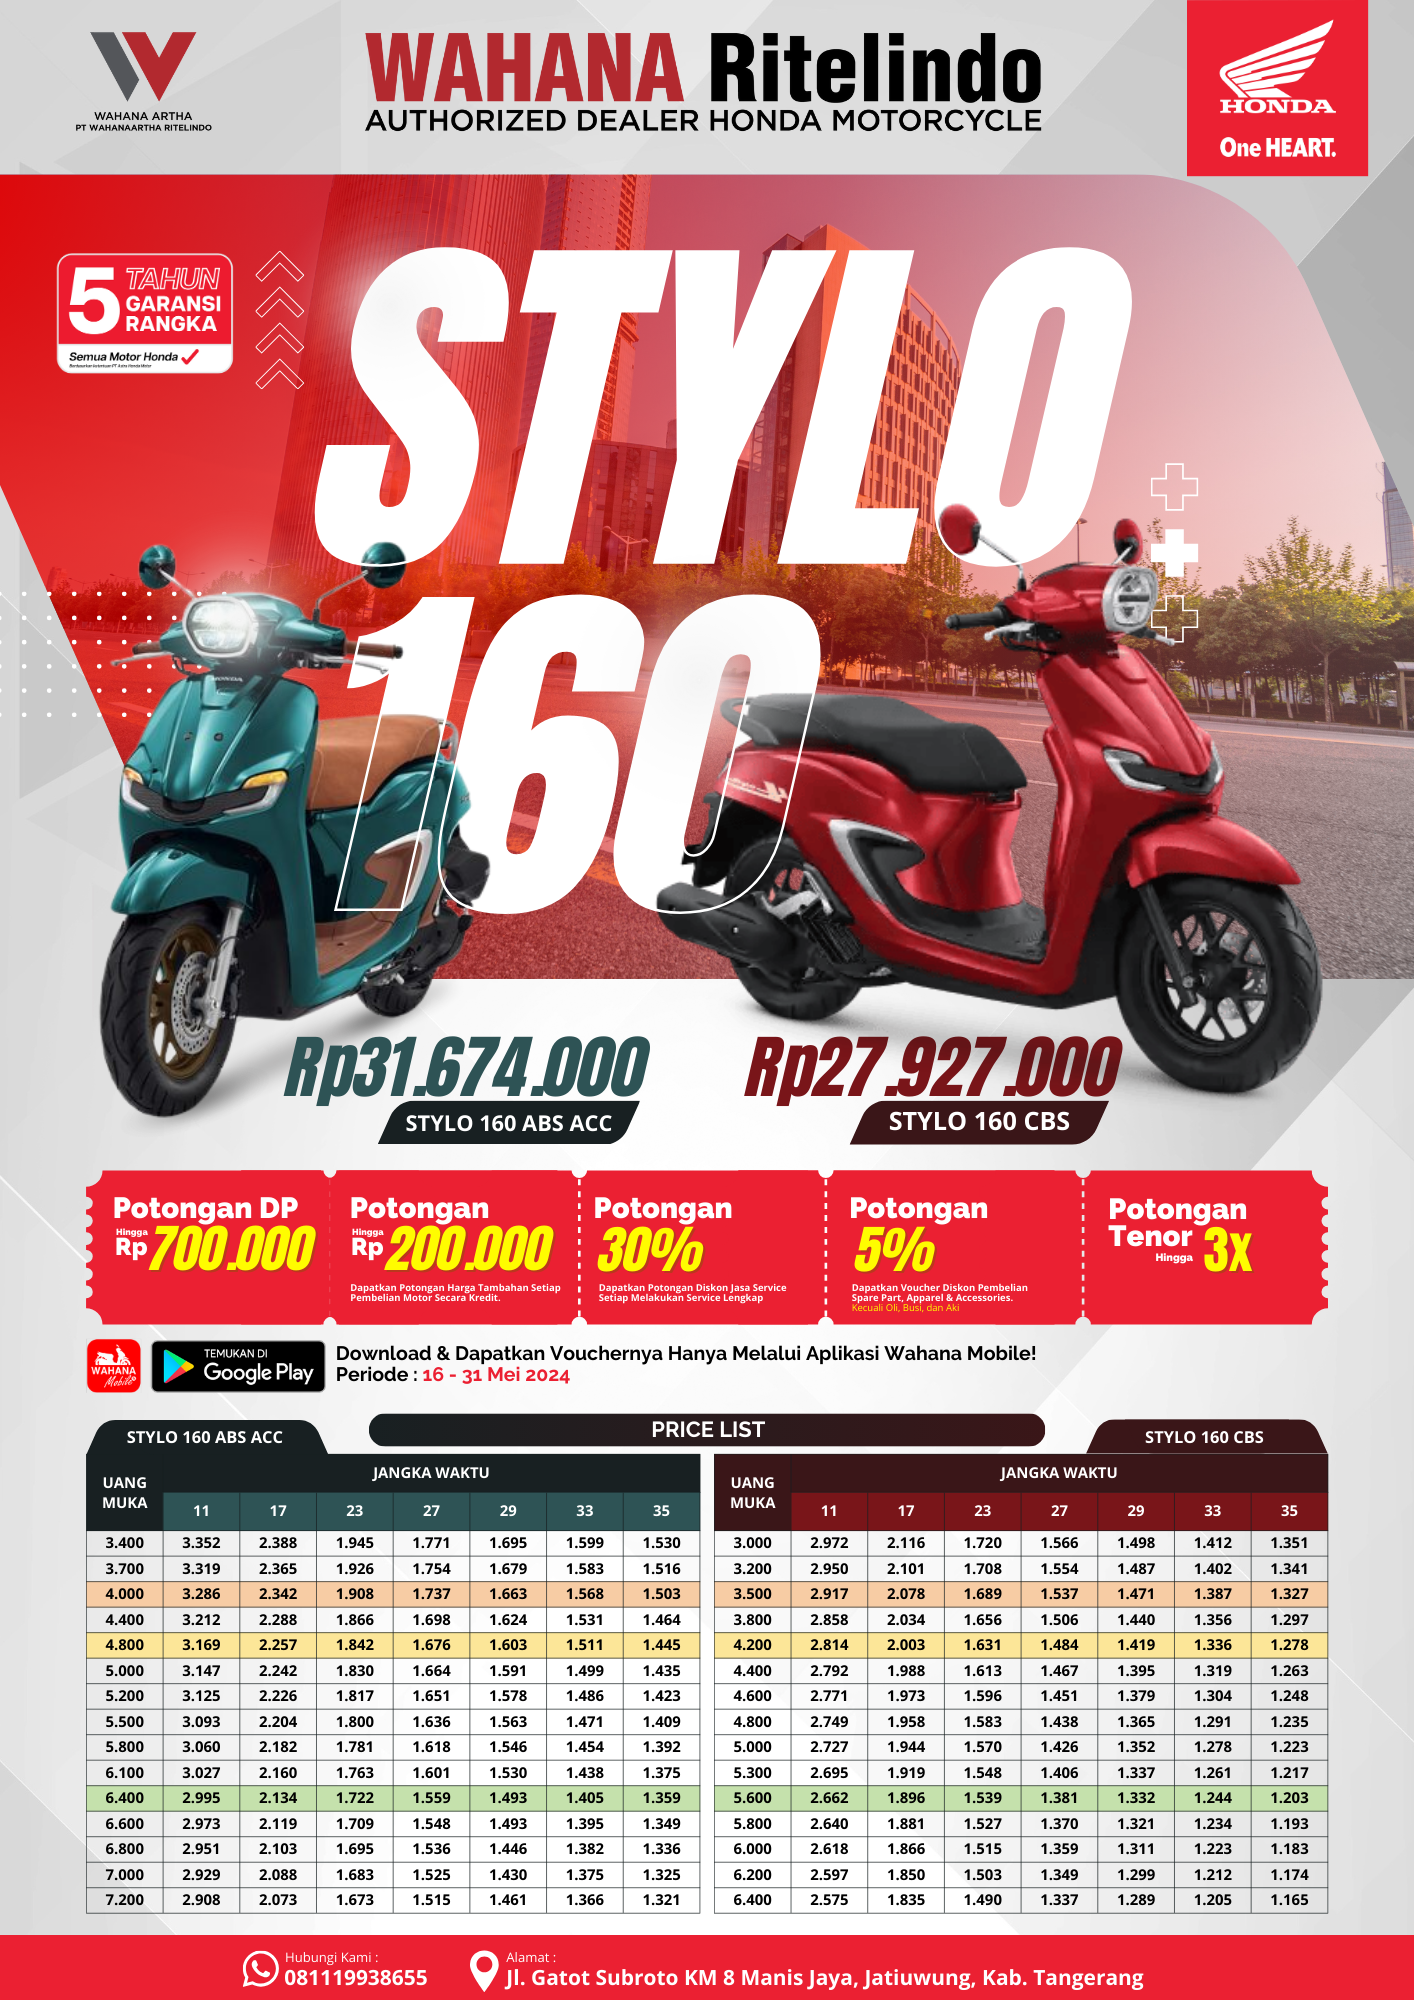 WAHANA ARTHA
PT WAHANAARTHA RITELINDO
WAHANA Ritelindo
AUTHORIZED DEALER HONDA MOTORCYCLE
HONDA
One HEART.
5 TAHUN
GARANSI
RANGKA
Semua Motor Honda
Berdasarkan ketentuan PT Astra Honda Motor
STYLO
160
HONDA
Rp31.674.000
STYLO 160 ABS ACC
Rp27.927.000
STYLO 160 CBS
Potongan DP
Hingga
Rp 700.000
Potongan
Hingga
Rp 200.000
Dapatkan Potongan Harga Tambahan Setiap
Pembelian Motor Secara Kredit.
Potongan
30%
Dapatkan Potongan Diskon Jasa Service
Setiap Melakukan Service Lengkap
Potongan
5%
Dapatkan Voucher Diskon Pembelian
Spare Part, Apparel & Accessories.
Kecuali Oli, Busi, dan Aki
Potongan
Tenor
Hingga
3x
WAHANA
Mobile
TEMUKAN DI
Google Play
Download & Dapatkan Vouchernya Hanya Melalui Aplikasi Wahana Mobile!
Periode : 16 - 31 Mei 2024
PRICE LIST
STYLO 160 ABS ACC
UANG MUKA
JANGKA WAKTU
11 17 23 27 29 33 35
3.400 3.352 2.388 1.945 1.771 1.695 1.599 1.530
3.700 3.319 2.365 1.926 1.754 1.679 1.583 1.516
4.000 3.286 2.342 1.908 1.737 1.663 1.568 1.503
4.400 3.212 2.288 1.866 1.698 1.624 1.531 1.464
4.800 3.169 2.257 1.842 1.676 1.603 1.511 1.445
5.000 3.147 2.242 1.830 1.664 1.591 1.499 1.435
5.200 3.125 2.226 1.817 1.651 1.578 1.486 1.423
5.500 3.093 2.204 1.800 1.636 1.563 1.471 1.409
5.800 3.060 2.182 1.781 1.618 1.546 1.454 1.392
6.100 3.027 2.160 1.763 1.601 1.530 1.438 1.375
6.400 2.995 2.134 1.722 1.559 1.493 1.405 1.359
6.600 2.973 2.119 1.709 1.548 1.493 1.395 1.349
6.800 2.951 2.103 1.695 1.536 1.446 1.382 1.336
7.000 2.929 2.088 1.683 1.525 1.430 1.375 1.325
7.200 2.908 2.073 1.673 1.515 1.461 1.366 1.321
STYLO 160 CBS
UANG MUKA
JANGKA WAKTU
11 17 23 27 29 33 35
3.000 2.972 2.116 1.720 1.566 1.498 1.412 1.351
3.200 2.950 2.101 1.708 1.554 1.487 1.402 1.341
3.500 2.917 2.078 1.689 1.537 1.471 1.387 1.327
3.800 2.858 2.034 1.656 1.506 1.440 1.356 1.297
4.200 2.814 2.003 1.631 1.484 1.419 1.336 1.278
4.400 2.792 1.988 1.613 1.467 1.395 1.319 1.263
4.600 2.771 1.973 1.596 1.451 1.379 1.304 1.248
4.800 2.749 1.958 1.583 1.438 1.365 1.291 1.235
5.000 2.727 1.944 1.570 1.426 1.352 1.278 1.223
5.300 2.695 1.919 1.548 1.406 1.337 1.261 1.217
5.600 2.662 1.896 1.539 1.381 1.332 1.244 1.203
5.800 2.640 1.881 1.527 1.370 1.321 1.234 1.193
6.000 2.618 1.866 1.515 1.359 1.311 1.223 1.183
6.200 2.597 1.850 1.503 1.349 1.299 1.212 1.174
6.400 2.575 1.835 1.490 1.337 1.289 1.205 1.165
Hubungi Kami :
081119938655
Alamat :
Jl. Gatot Subroto KM 8 Manis Jaya, Jatiuwung, Kab. Tangerang